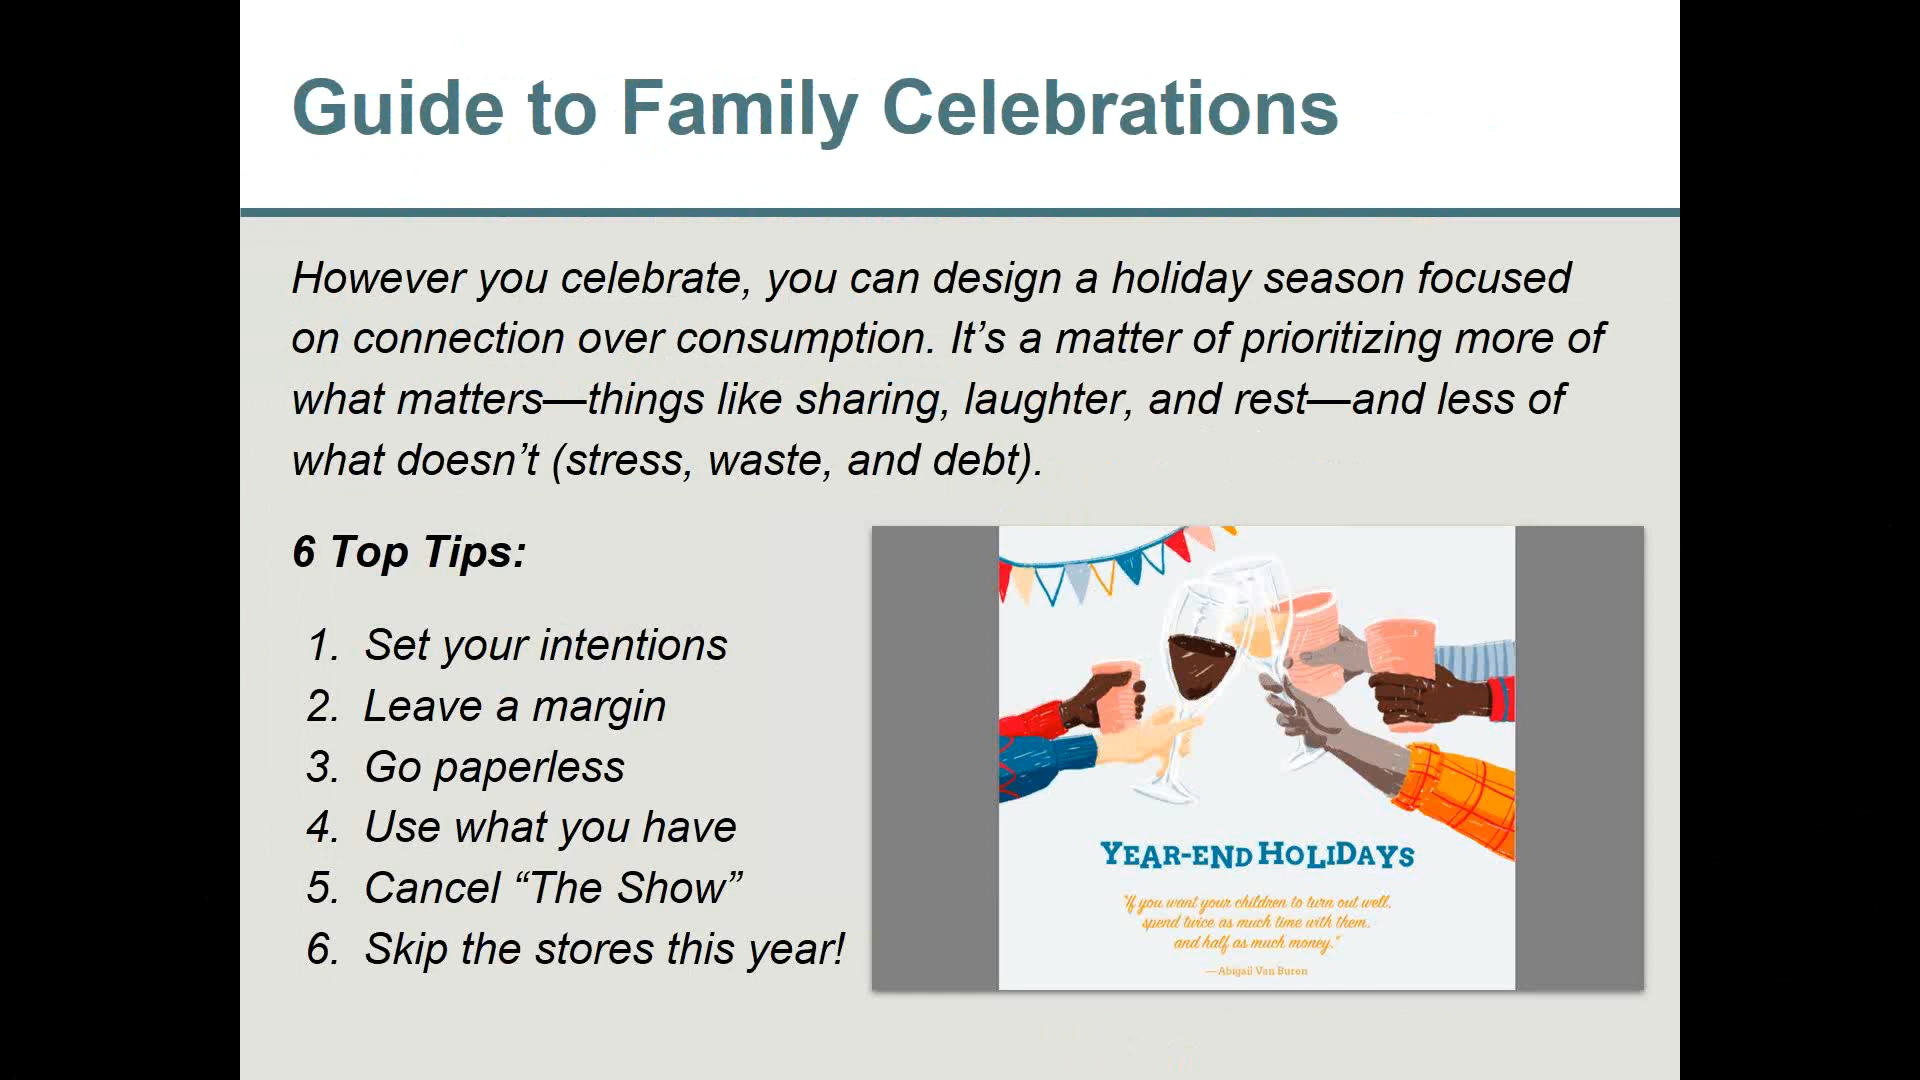 Guide to Family Celebrations
However you celebrate, you can design a holiday season focused
on connection over consumption. It’s a matter of prioritizing more of
what matters—things like sharing, laughter, and rest—and less of
what doesn’t (stress, waste, and debt).
6 Top Tips:
1. Set your intentions
2. Leave a margin
3. Go paperless
4. Use what you have
5. Cancel “The Show”
6. Skip the stores this year!
YEAR-END HOLIDAYS
"If you want your children to turn out well,
spend twice as much time with them,
and half as much money."
—Abigail Van Buren